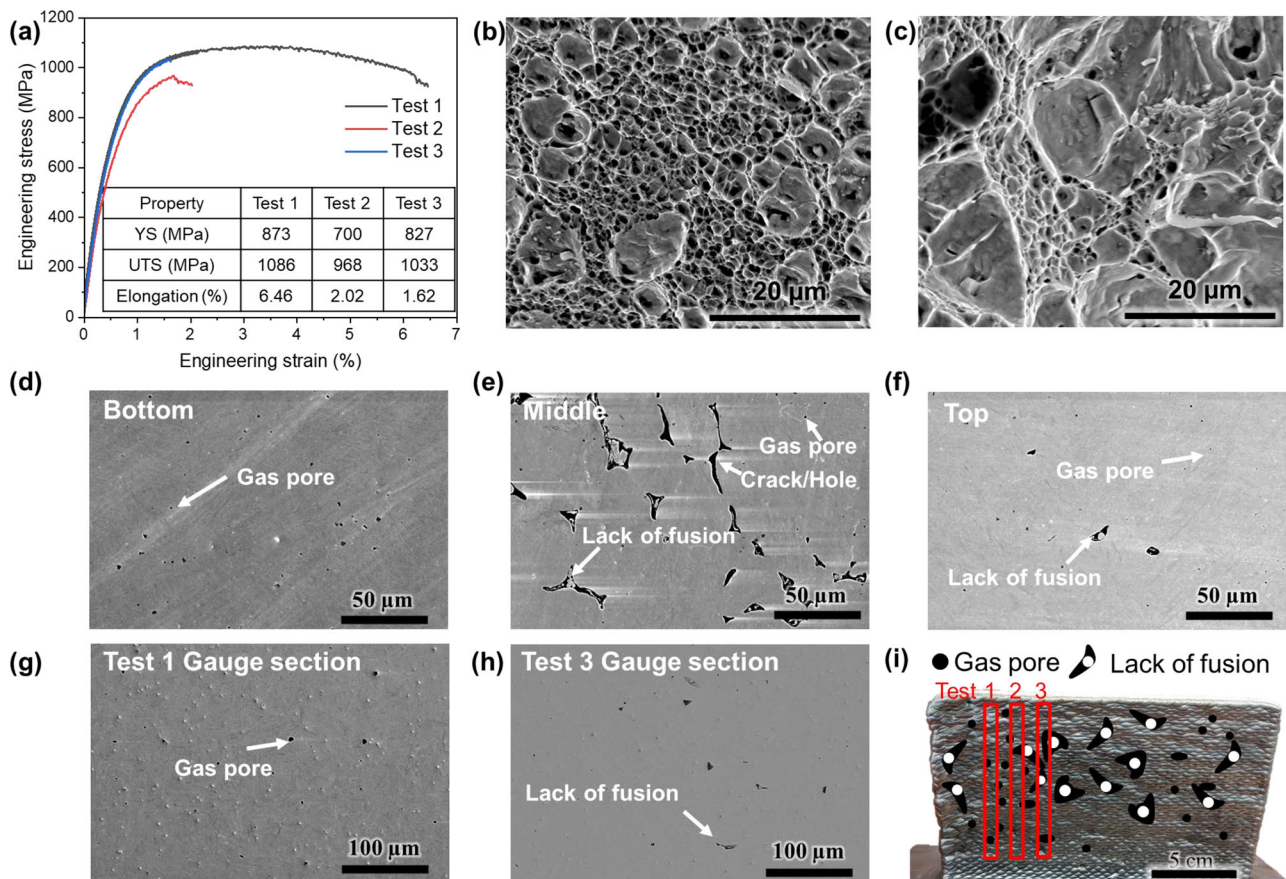 (a)
1200
1000
800
600
400
200
0
Engineering stress (MPa)
Test 1
Test 2
Test 3
Property Test 1 Test 2 Test 3
YS (MPa) 873 700 827
UTS (MPa) 1086 968 1033
Elongation (%) 6.46 2.02 1.62
0 1 2 3 4 5 6 7
Engineering strain (%)
(b)
20 µm
(c)
20 µm
(d)
Bottom
Gas pore
50 µm
(e)
Middle
Gas pore
Crack/Hole
Lack of fusion
50 µm
(f)
Top
Gas pore
Lack of fusion
50 µm
(g)
Test 1 Gauge section
Gas pore
100 µm
(h)
Test 3 Gauge section
Lack of fusion
100 µm
(i)
Gas pore Lack of fusion
Test 1 2 3
5 cm